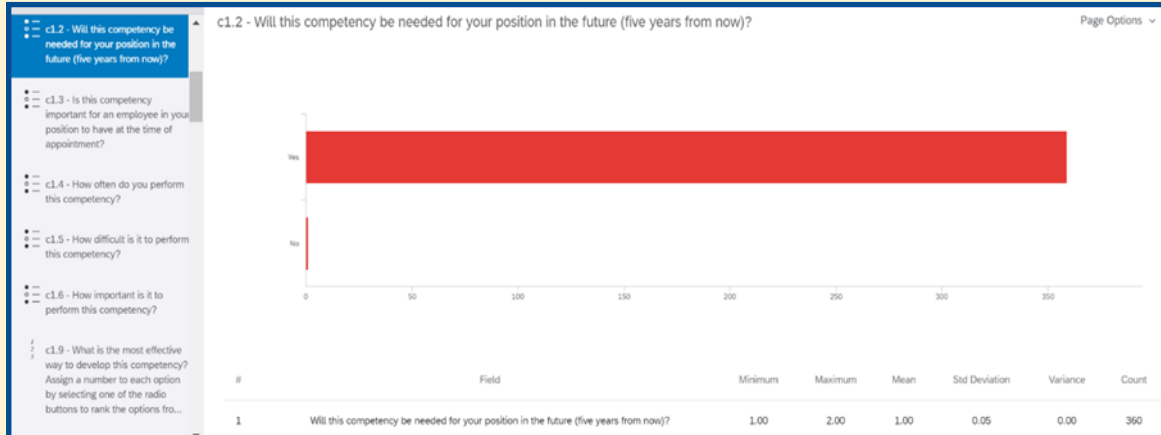 c1.2 - Will this competency be
needed for your position in the
future (five years from now)?
c1.3 - Is this competency
important for an employee in your
position to have at the time of
appointment?
c1.4 - How often do you perform
this competency?
c1.5 - How difficult is it to perform
this competency?
c1.6 - How important is it to
perform this competency?
c1.9 - What is the most effective
way to develop this competency?
Assign a number to each option
by selecting one of the radio
buttons to rank the options fro...
c1.2 - Will this competency be needed for your position in the future (five years from now)?
Page Options
Yes
No
0 50 100 150 200 250 300 350
# Field Minimum Maximum Mean Std Deviation Variance Count
1 Will this competency be needed for your position in the future (five years from now)? 1.00 2.00 1.00 0.05 0.00 360